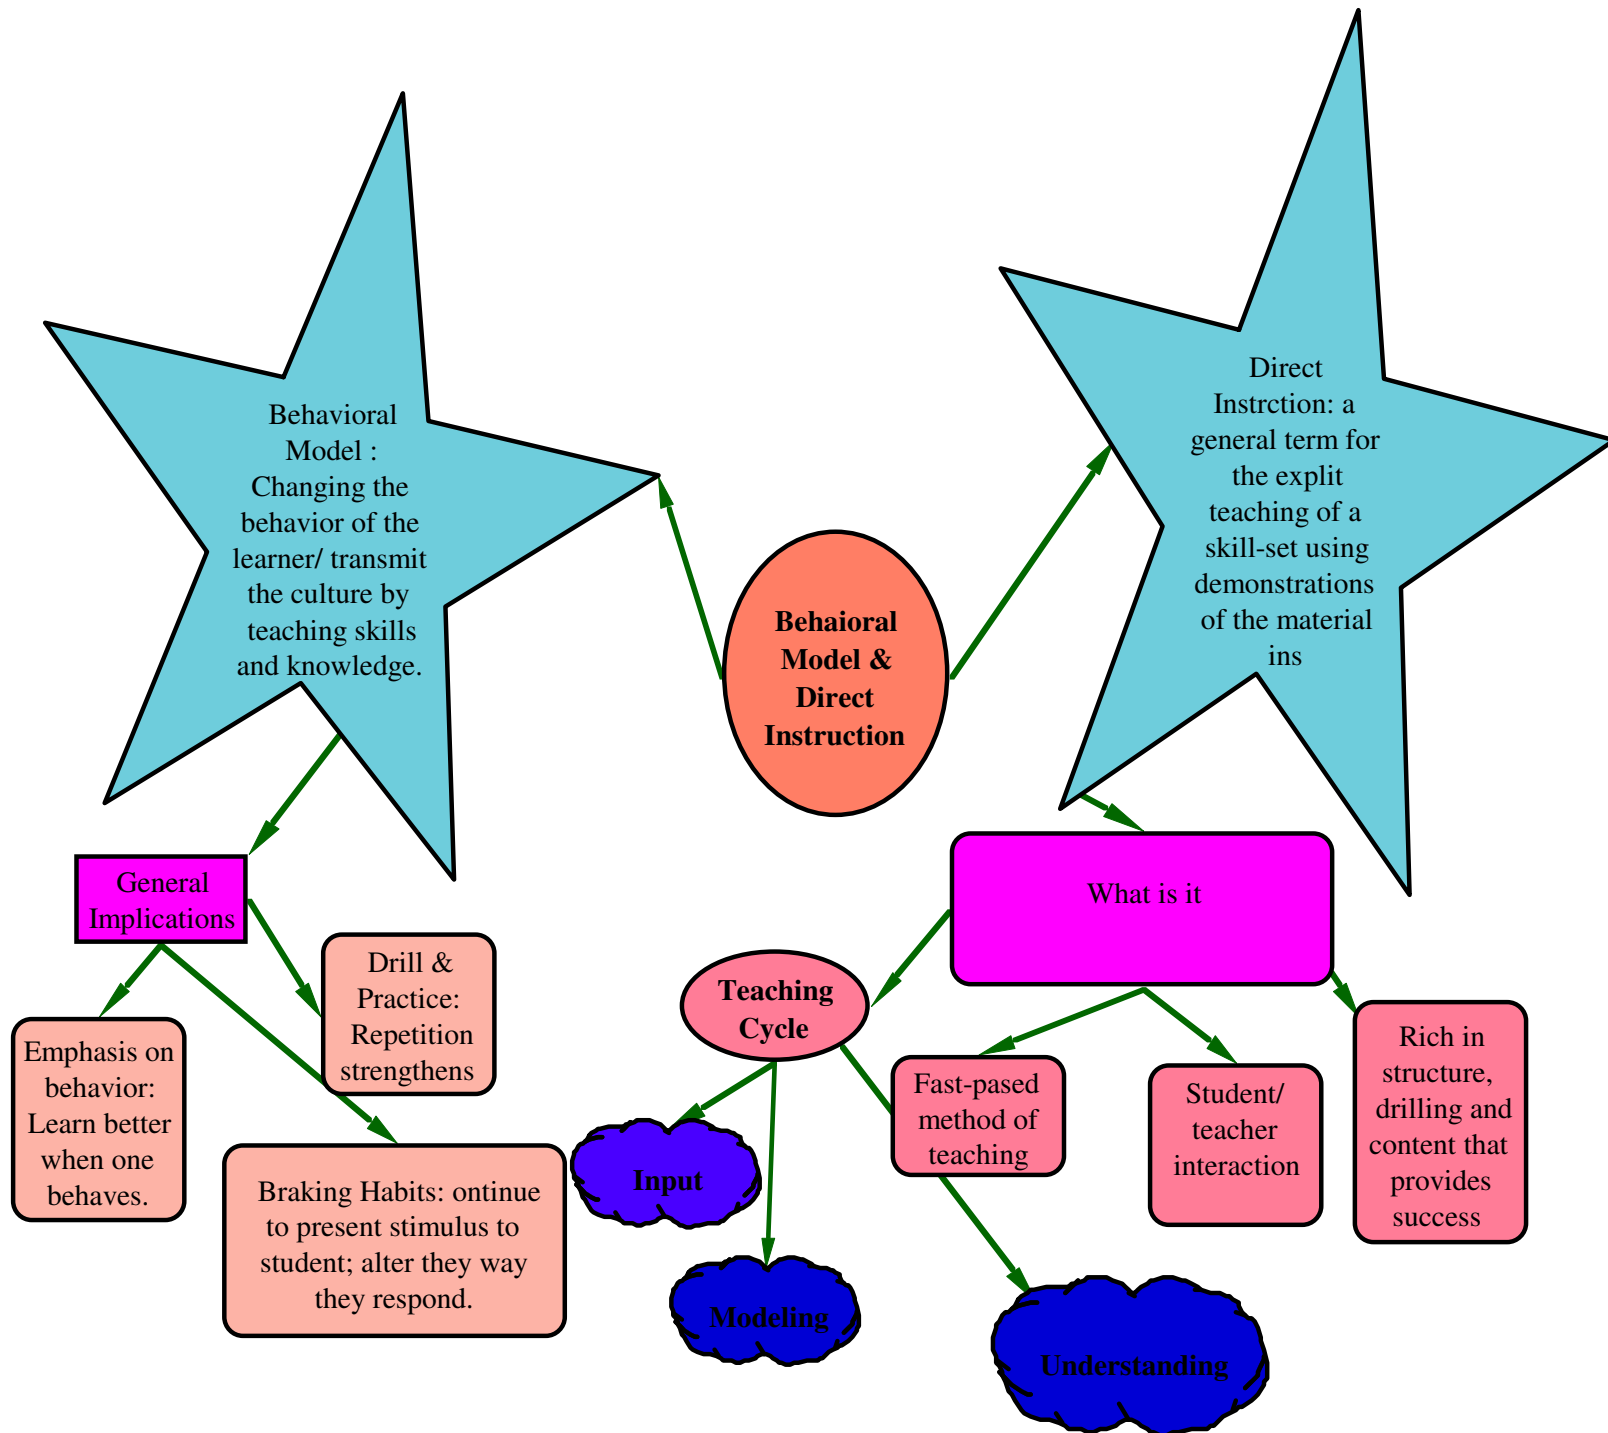 Behavioral
Model :
Changing the
behavior of the
learner/ transmit
the culture by
teaching skills
and knowledge.
Direct
Instrction: a
general term for
the explit
teaching of a
skill-set using
demonstrations
of the material
ins
Behaioral
Model &
Direct
Instruction
General
Implications
What is it
Drill &
Practice:
Repetition
strengthens
Emphasis on
behavior:
Learn better
when one
behaves.
Braking Habits: ontinue
to present stimulus to
student; alter they way
they respond.
Teaching
Cycle
Fast-pased
method of
teaching
Student/
teacher
interaction
Rich in
structure,
drilling and
content that
provides
success
Input
Modeling
Understanding